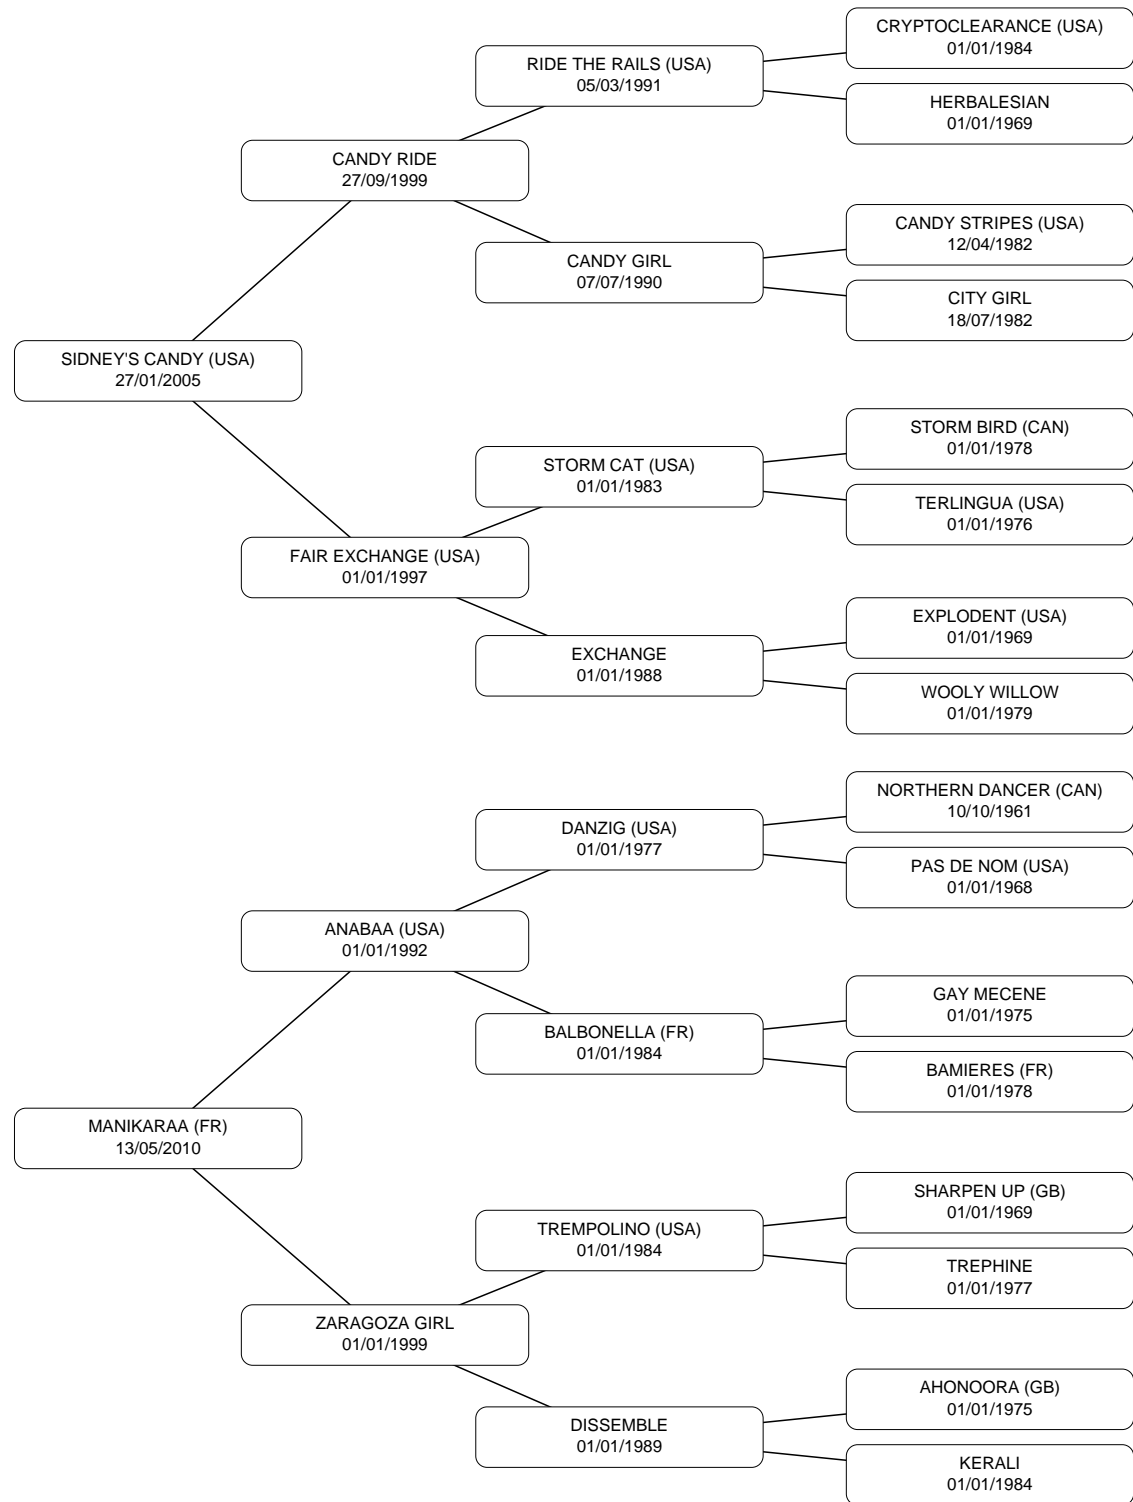 CRYPTOCLEARANCE (USA)
01/01/1984
RIDE THE RAILS (USA)
05/03/1991
HERBALESIAN
01/01/1969
CANDY RIDE
27/09/1999
CANDY STRIPES (USA)
12/04/1982
CANDY GIRL
07/07/1990
CITY GIRL
18/07/1982
SIDNEY'S CANDY (USA)
27/01/2005
STORM BIRD (CAN)
01/01/1978
STORM CAT (USA)
01/01/1983
TERLINGUA (USA)
01/01/1976
FAIR EXCHANGE (USA)
01/01/1997
EXPLODENT (USA)
01/01/1969
EXCHANGE
01/01/1988
WOOLY WILLOW
01/01/1979
NORTHERN DANCER (CAN)
10/10/1961
DANZIG (USA)
01/01/1977
PAS DE NOM (USA)
01/01/1968
ANABAA (USA)
01/01/1992
GAY MECENE
01/01/1975
BALBONELLA (FR)
01/01/1984
BAMIERES (FR)
01/01/1978
MANIKARAA (FR)
13/05/2010
SHARPEN UP (GB)
01/01/1969
TREMPOLINO (USA)
01/01/1984
TREPHINE
01/01/1977
ZARAGOZA GIRL
01/01/1999
AHONOORA (GB)
01/01/1975
DISSEMBLE
01/01/1989
KERALI
01/01/1984